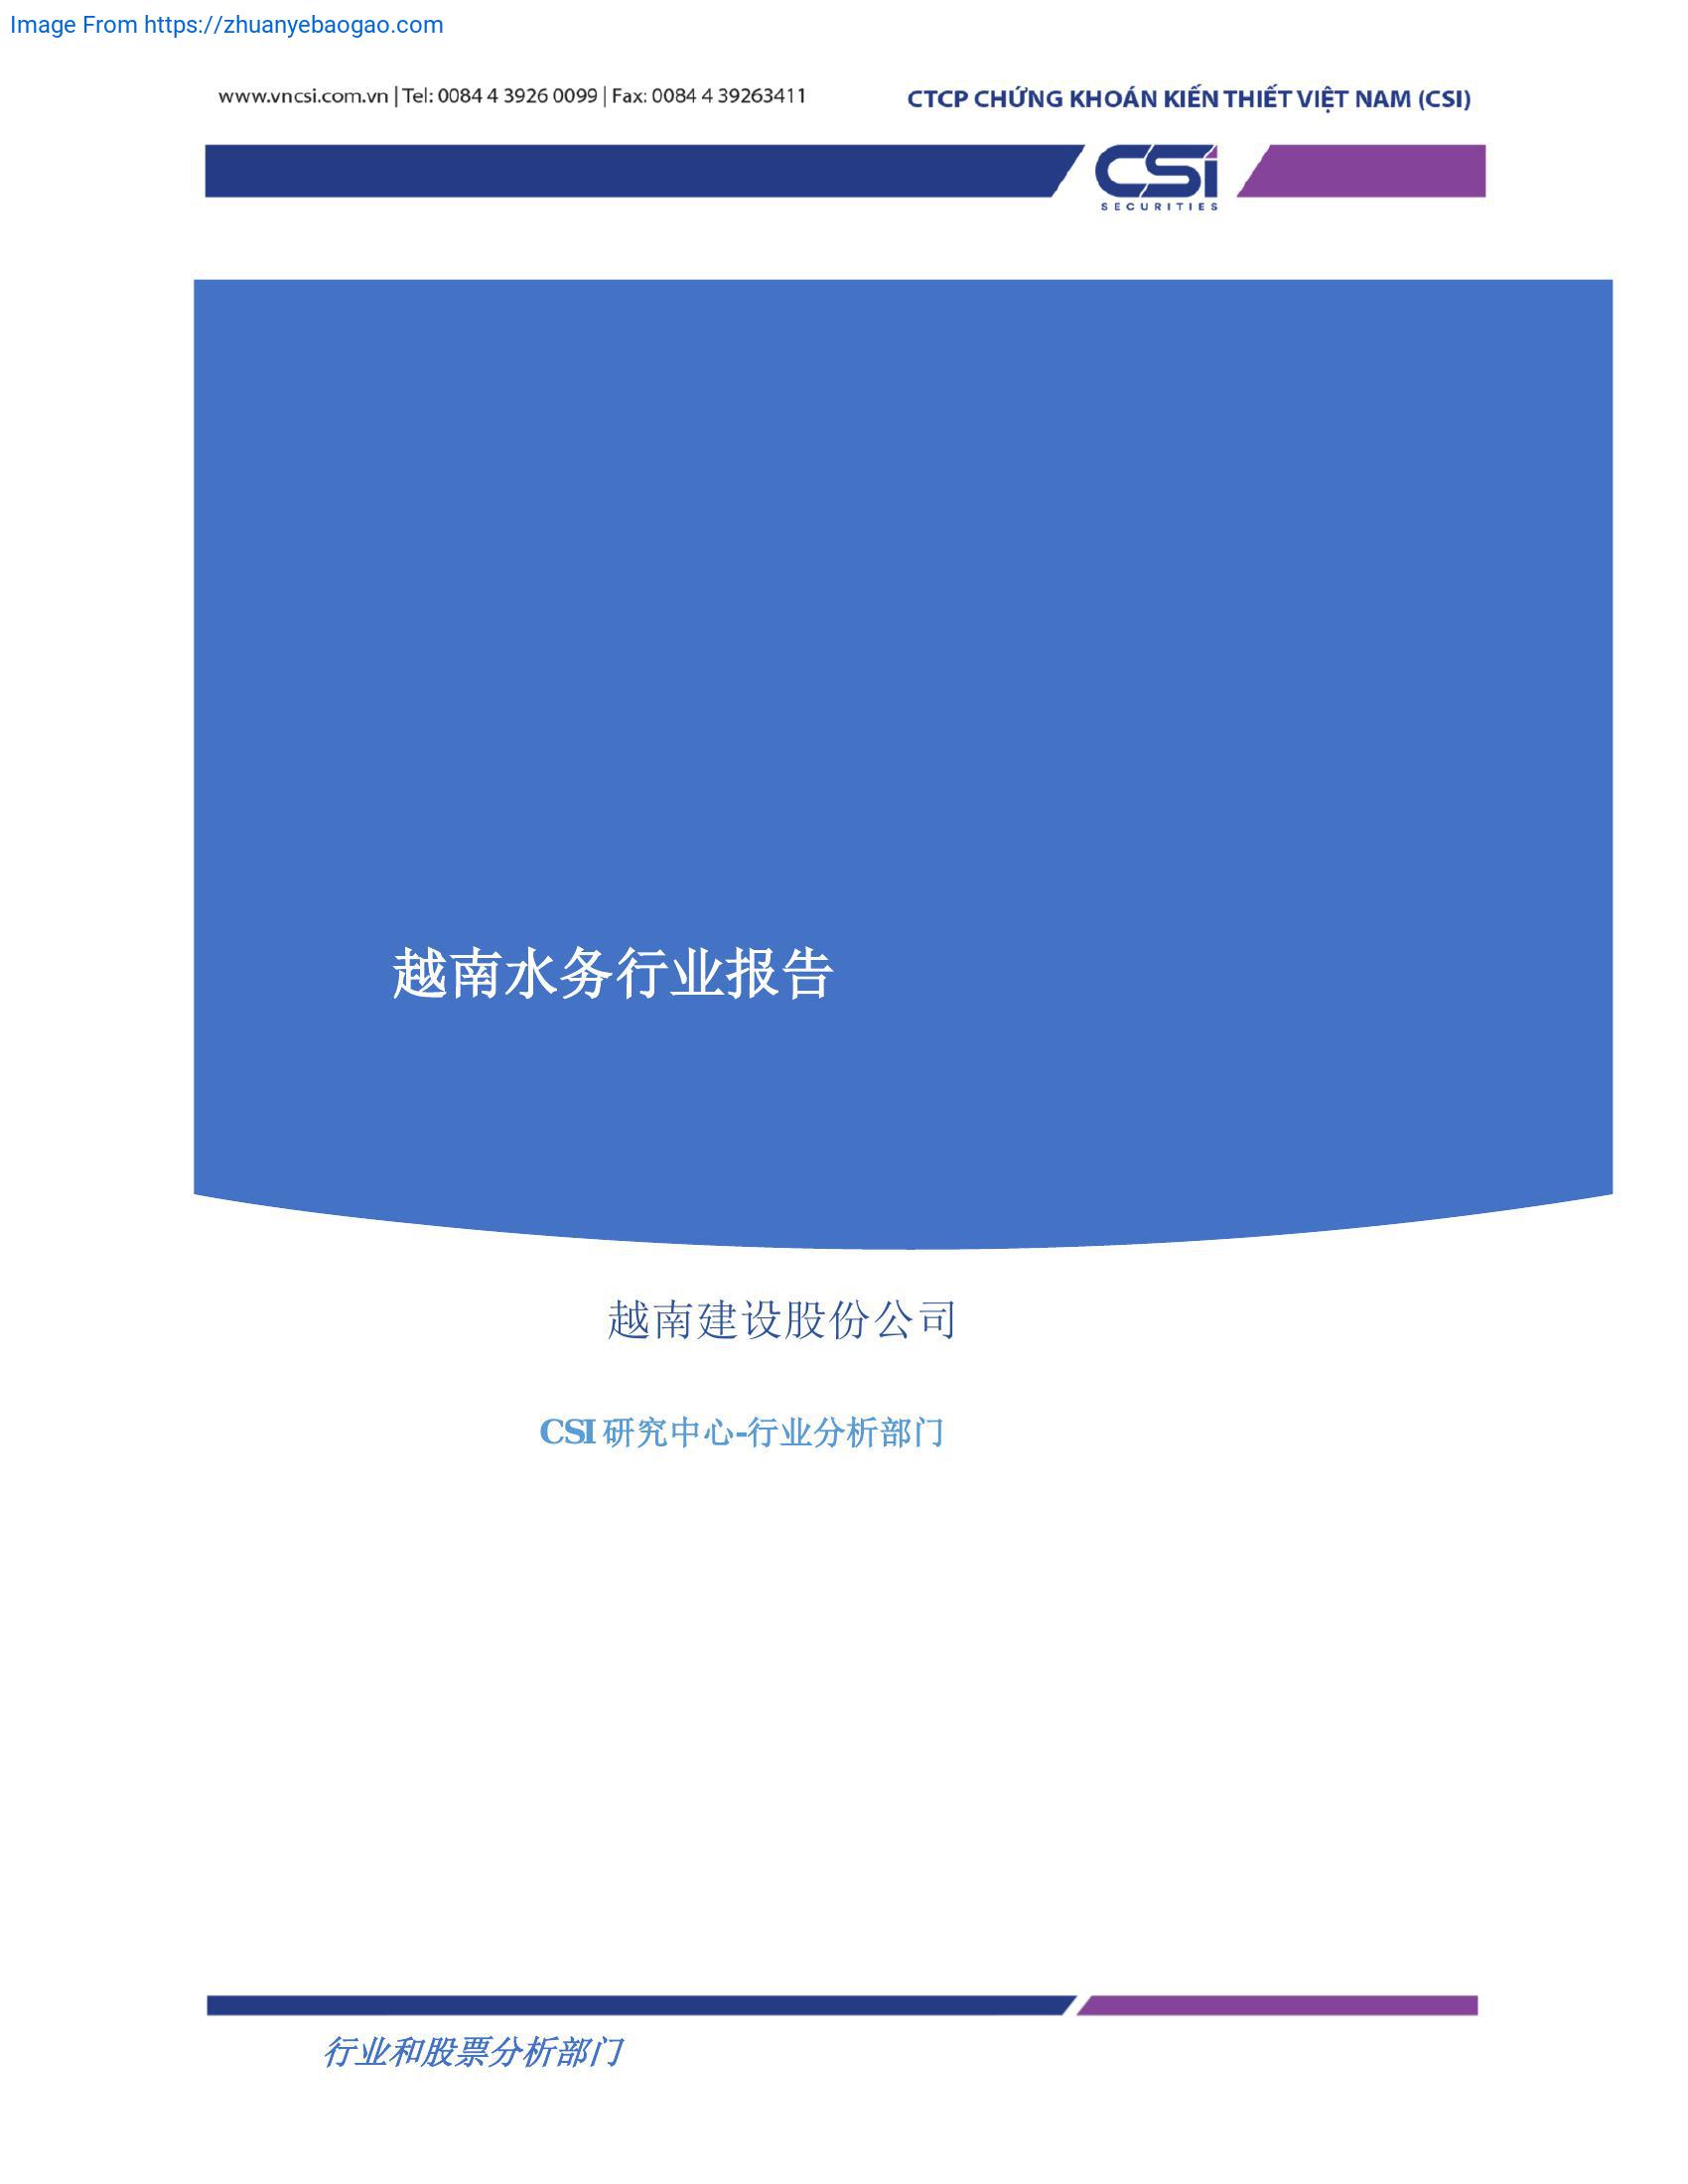 Image From https://zhuanyebaogao.com
www.vncsi.com.vn | Tel: 0084 4 3926 0099 | Fax: 0084 4 39263411
CTCP CHỨNG KHOÁN KIẾN THIẾT VIỆT NAM (CSI)
CSi
SECURITIES
越南水务行业报告
越南建设股份公司
CSI 研究中心-行业分析部门
行业和股票分析部门